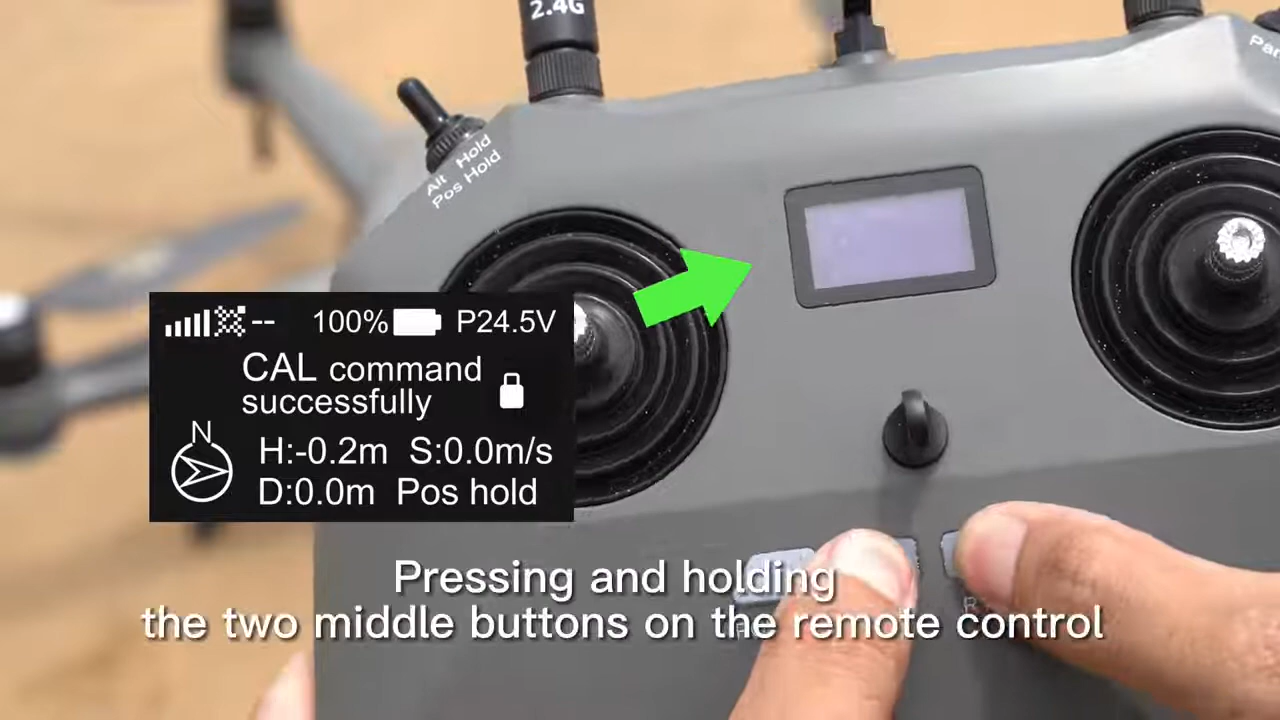 2.4G
Par
Alt Hold
Pos Hold
-- 100% P24.5V
CAL command
successfully
N
H:-0.2m S:0.0m/s
D:0.0m Pos hold
Pressing and holding
the two middle buttons on the remote control